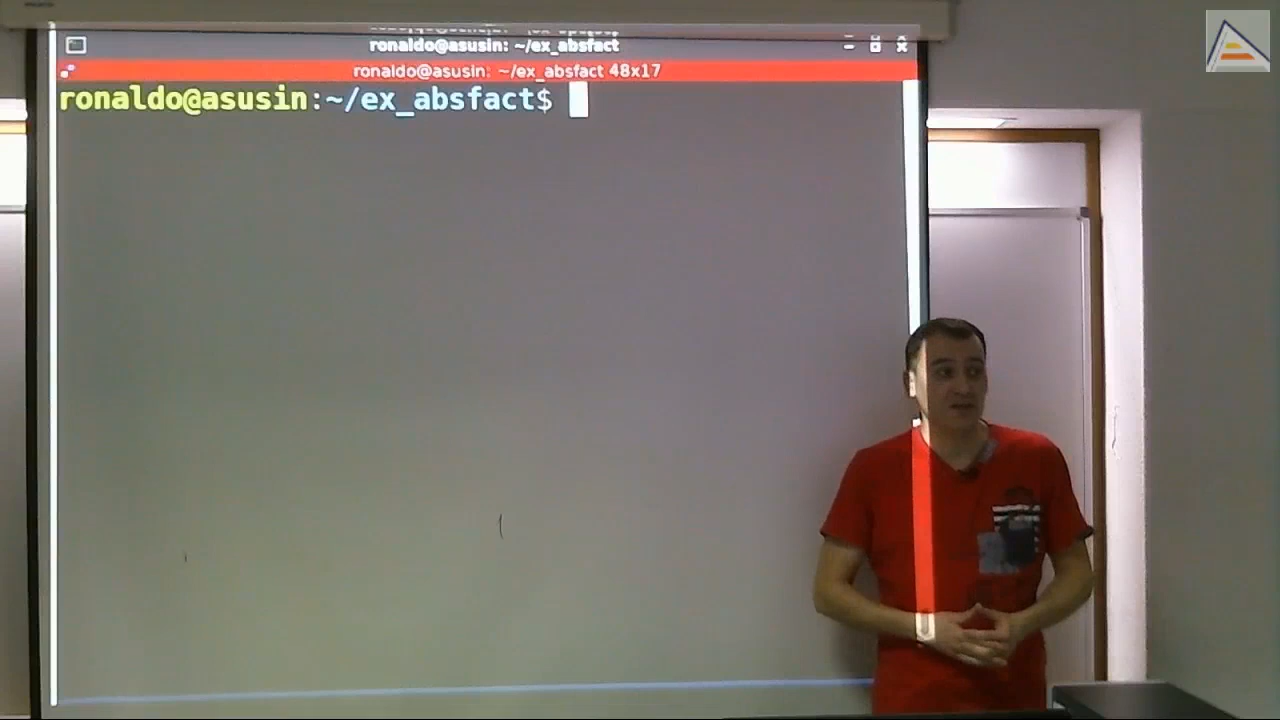 ronaldo@asusin: ~/ex_absfact
ronaldo@asusin: ~/ex_absfact 48x17
ronaldo@asusin:~/ex_absfact$